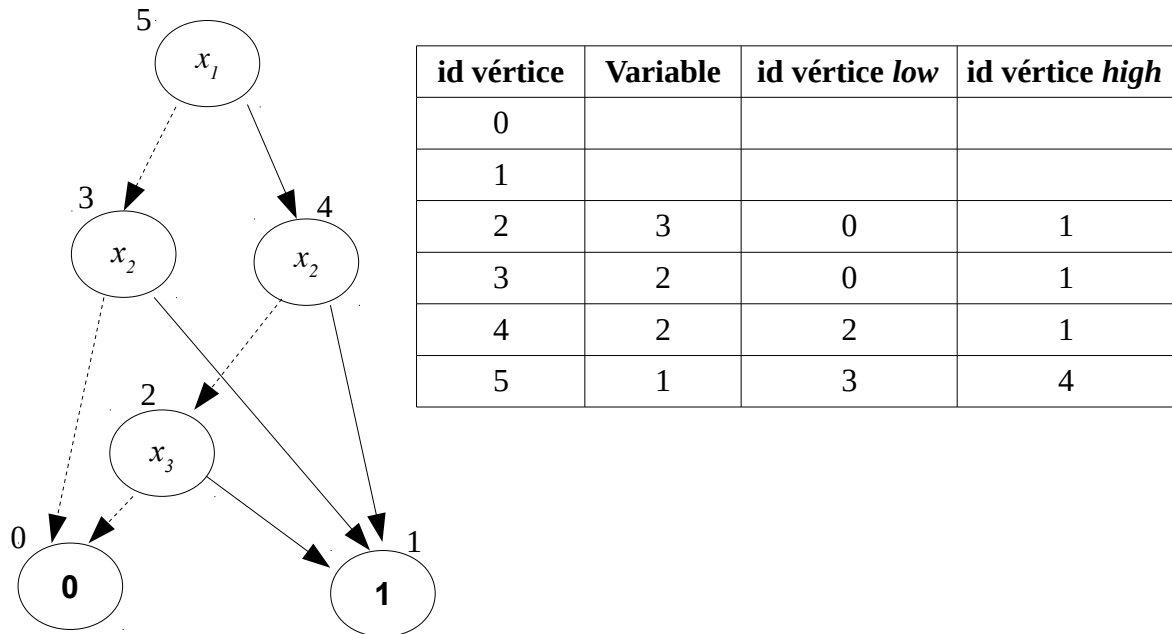 5
x1
3
4
x2
x2
2
x3
0
1
0
1
id vértice Variable id vértice low id vértice high
0
1
2 3 0 1
3 2 0 1
4 2 2 1
5 1 3 4